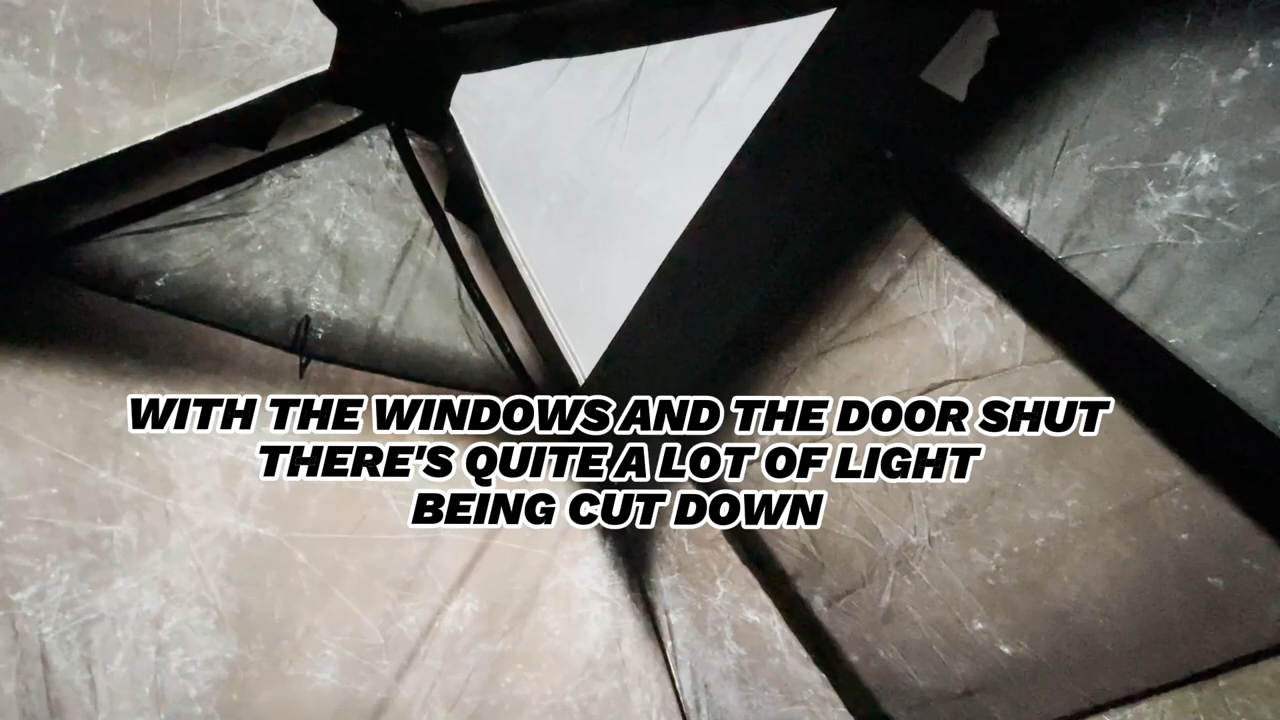 WITH THE WINDOWS AND THE DOOR SHUT
THERE'S QUITE A LOT OF LIGHT
BEING CUT DOWN